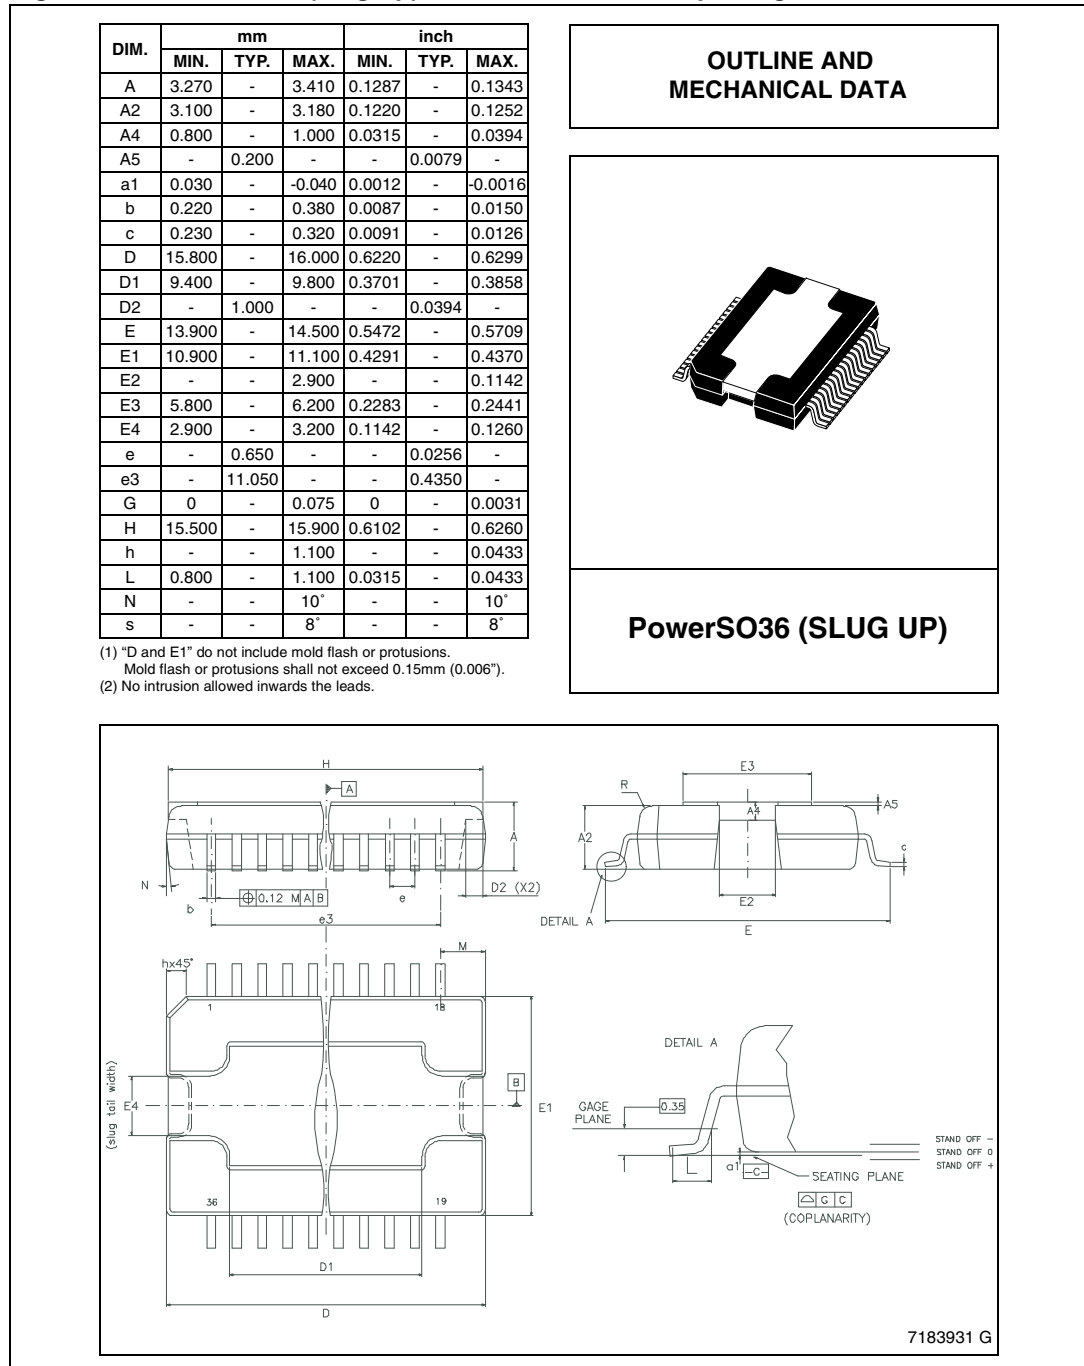 DIM. mm inch
MIN. TYP. MAX. MIN. TYP. MAX.
A 3.270 - 3.410 0.1287 - 0.1343
A2 3.100 - 3.180 0.1220 - 0.1252
A4 0.800 - 1.000 0.0315 - 0.0394
A5 - 0.200 - - 0.0079 -
a1 0.030 - -0.040 0.0012 - -0.0016
b 0.220 - 0.380 0.0087 - 0.0150
c 0.230 - 0.320 0.0091 - 0.0126
D 15.800 - 16.000 0.6220 - 0.6299
D1 9.400 - 9.800 0.3701 - 0.3858
D2 - 1.000 - - 0.0394 -
E 13.900 - 14.500 0.5472 - 0.5709
E1 10.900 - 11.100 0.4291 - 0.4370
E2 - - 2.900 - - 0.1142
E3 5.800 - 6.200 0.2283 - 0.2441
E4 2.900 - 3.200 0.1142 - 0.1260
e - 0.650 - - 0.0256 -
e3 - 11.050 - - 0.4350 -
G 0 - 0.075 0 - 0.0031
H 15.500 - 15.900 0.6102 - 0.6260
h - - 1.100 - - 0.0433
L 0.800 - 1.100 0.0315 - 0.0433
N - - 10˚ - - 10˚
s - - 8˚ - - 8˚
(1) “D and E1” do not include mold flash or protusions.
Mold flash or protusions shall not exceed 0.15mm (0.006”).
(2) No intrusion allowed inwards the leads.
OUTLINE AND
MECHANICAL DATA
PowerSO36 (SLUG UP)
H
A
A
N
b
0.12 M A B
e
D2 (X2)
e3
E3
R
A4
A5
A2
c
E2
DETAIL A
E
M
hx45°
1
18
B
E4
(slug tail width)
E1
36
19
D1
D
DETAIL A
GAGE
PLANE
0.35
L
a1
-C-
SEATING PLANE
G C
(COPLANARITY)
STAND OFF -
STAND OFF 0
STAND OFF +
7183931 G